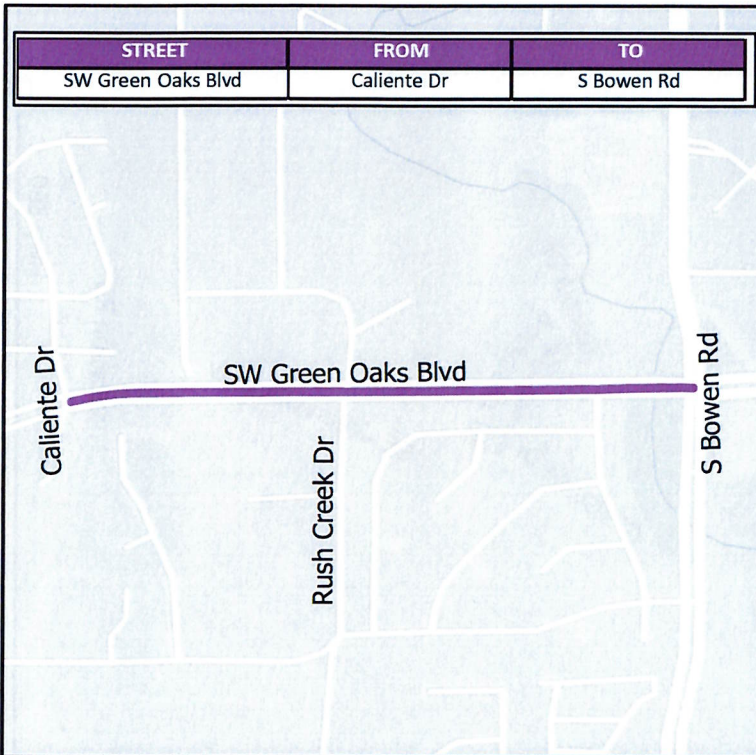 STREET FROM TO
SW Green Oaks Blvd Caliente Dr S Bowen Rd
SW Green Oaks Blvd
Caliente Dr
S Bowen Rd
Rush Creek Dr